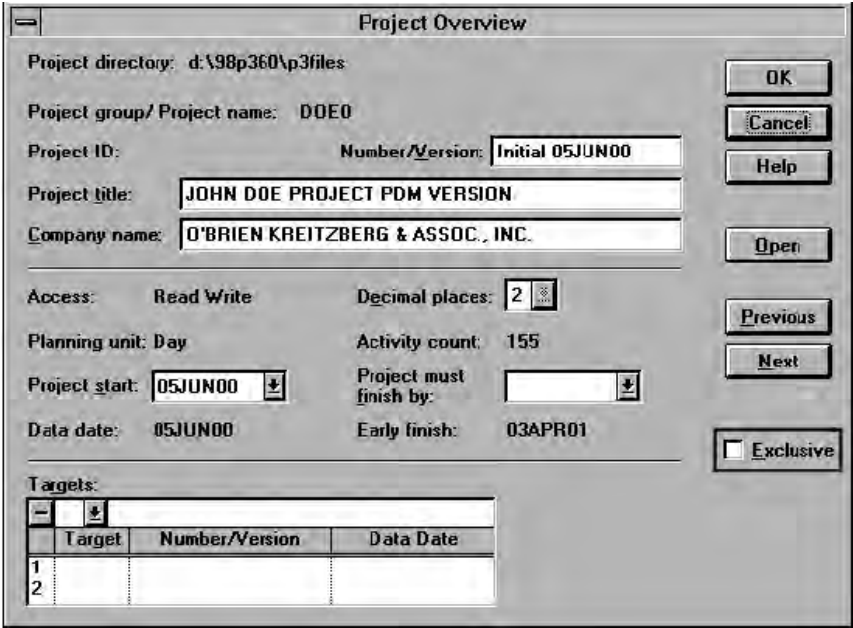 Project Overview
Project directory: d:\98p360\p3files
OK
Project group/ Project name: DOE0
Cancel
Project ID: Number/Version: Initial 05JUN00
Help
Project title: JOHN DOE PROJECT PDM VERSION
Company name: O'BRIEN KREITZBERG & ASSOC., INC.
Open
Access: Read Write Decimal places: 2
Previous
Planning unit: Day Activity count: 155
Next
Project start: 05JUN00 Project must
finish by:
Data date: 05JUN00 Early finish: 03APR01
Exclusive
Targets:
Target Number/Version Data Date
1
2